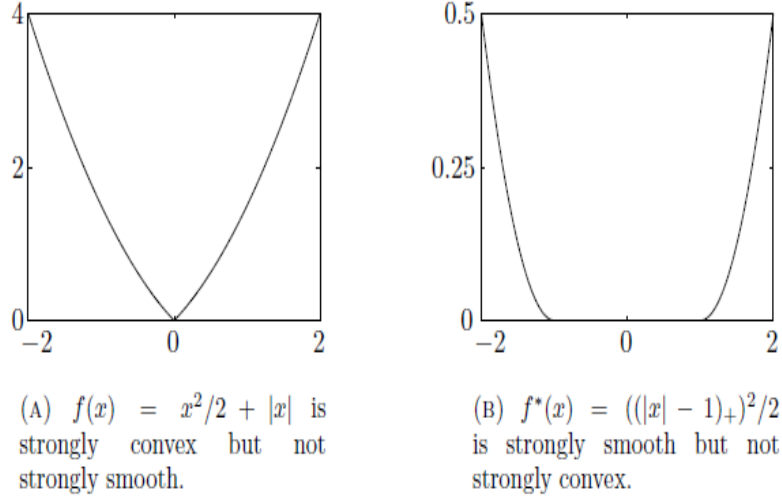 4
2
0
−2 0 2
0.5
0.25
0
−2 0 2
(A) f(x) = x²/2 + |x| is
strongly convex but not
strongly smooth.
(B) f*(x) = ((|x| − 1)₊)²/2
is strongly smooth but not
strongly convex.